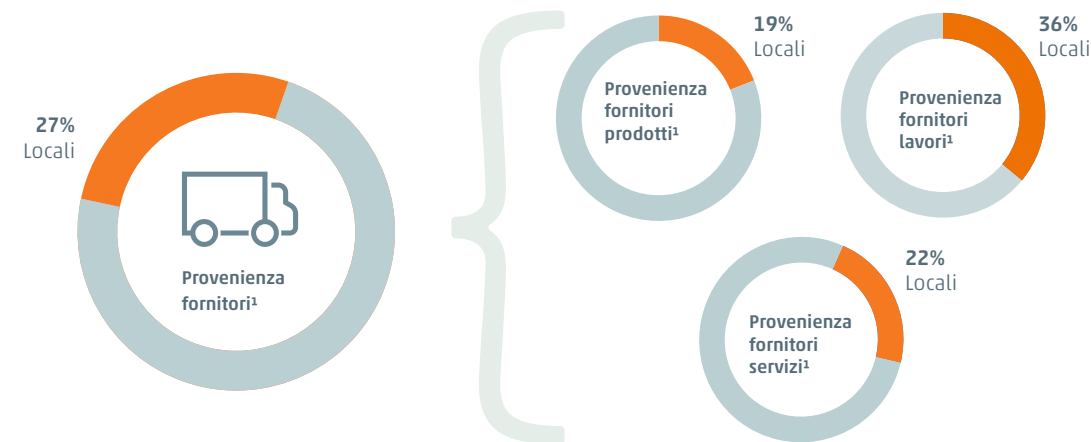 27%
Locali
Provenienza
fornitori¹
19%
Locali
Provenienza
fornitori
prodotti¹
36%
Locali
Provenienza
fornitori
lavori¹
22%
Locali
Provenienza
fornitori
servizi¹